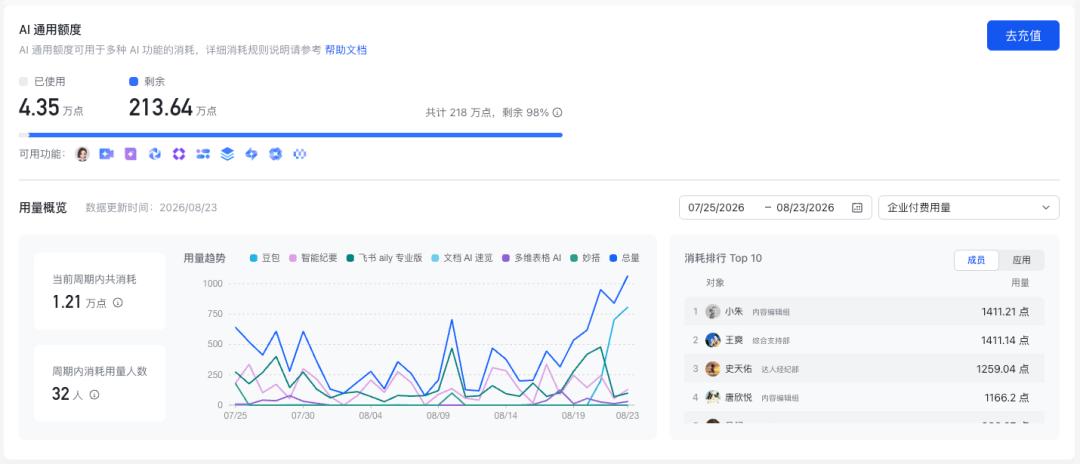 AI 通用额度
AI 通用额度可用于多种 AI 功能的消耗，详细消耗规则说明请参考 帮助文档
去充值
已使用 剩余
4.35 万点 213.64 万点
共计 218 万点，剩余 98%
可用功能：
用量概览 数据更新时间：2026/08/23
07/25/2026 – 08/23/2026
企业付费用量
当前周期内共消耗
1.21 万点
周期内消耗用量人数
32 人
用量趋势
豆包 智能纪要 飞书 aily 专业版 文档 AI 速览 多维表格 AI 妙搭 总量
1000
750
500
250
0
07/25 07/30 08/04 08/09 08/14 08/19 08/23
消耗排行 Top 10
成员 应用
对象 用量
1 小朱 内容编辑组 1411.21 点
2 王奭 综合支持部 1411.14 点
3 史天佑 达人经纪部 1259.04 点
4 唐欣悦 内容编辑组 1166.2 点